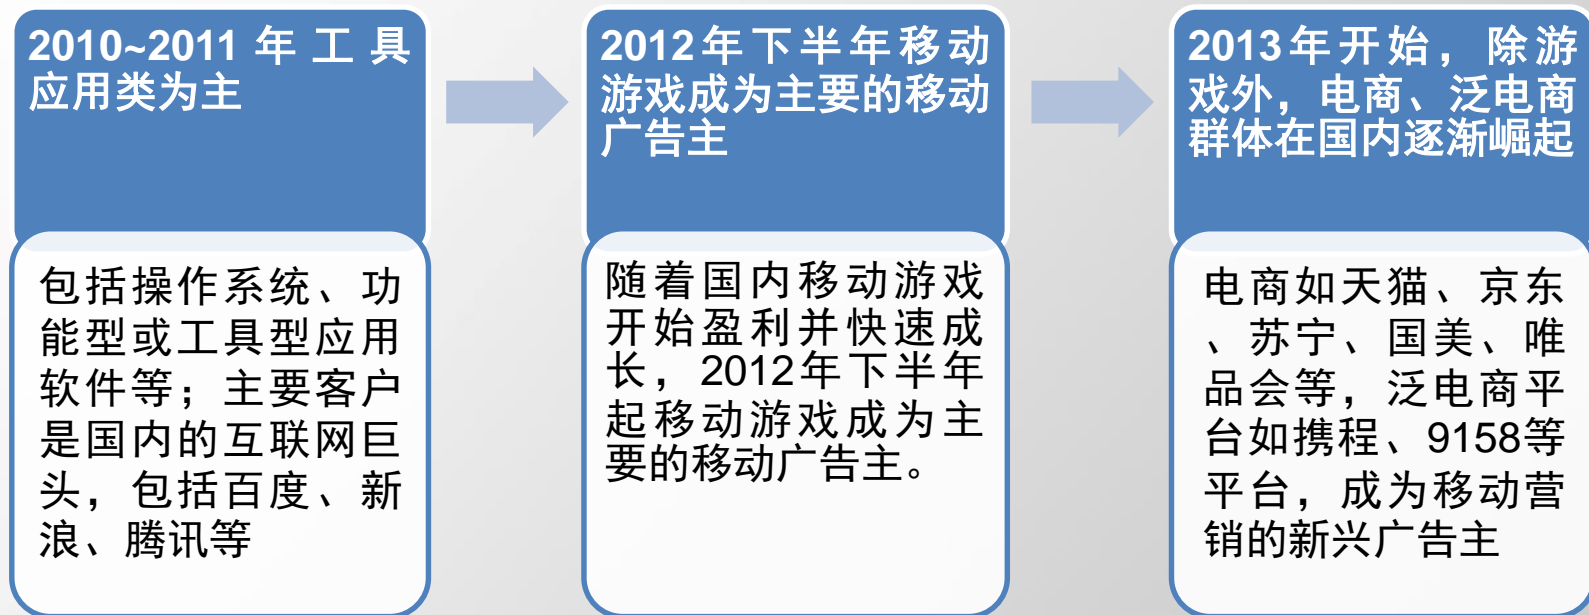 2010~2011年工具
应用类为主
包括操作系统、功
能型或工具型应用
软件等；主要客户
是国内的互联网巨
头，包括百度、新
浪、腾讯等
2012年下半年移动
游戏成为主要的移动
广告主
随着国内移动游戏
开始盈利并快速成
长，2012年下半年
起移动游戏成为主
要的移动广告主。
2013年开始，除游
戏外，电商、泛电商
群体在国内逐渐崛起
电商如天猫、京东
、苏宁、国美、唯
品会等，泛电商平
台如携程、9158等
平台，成为移动营
销的新兴广告主